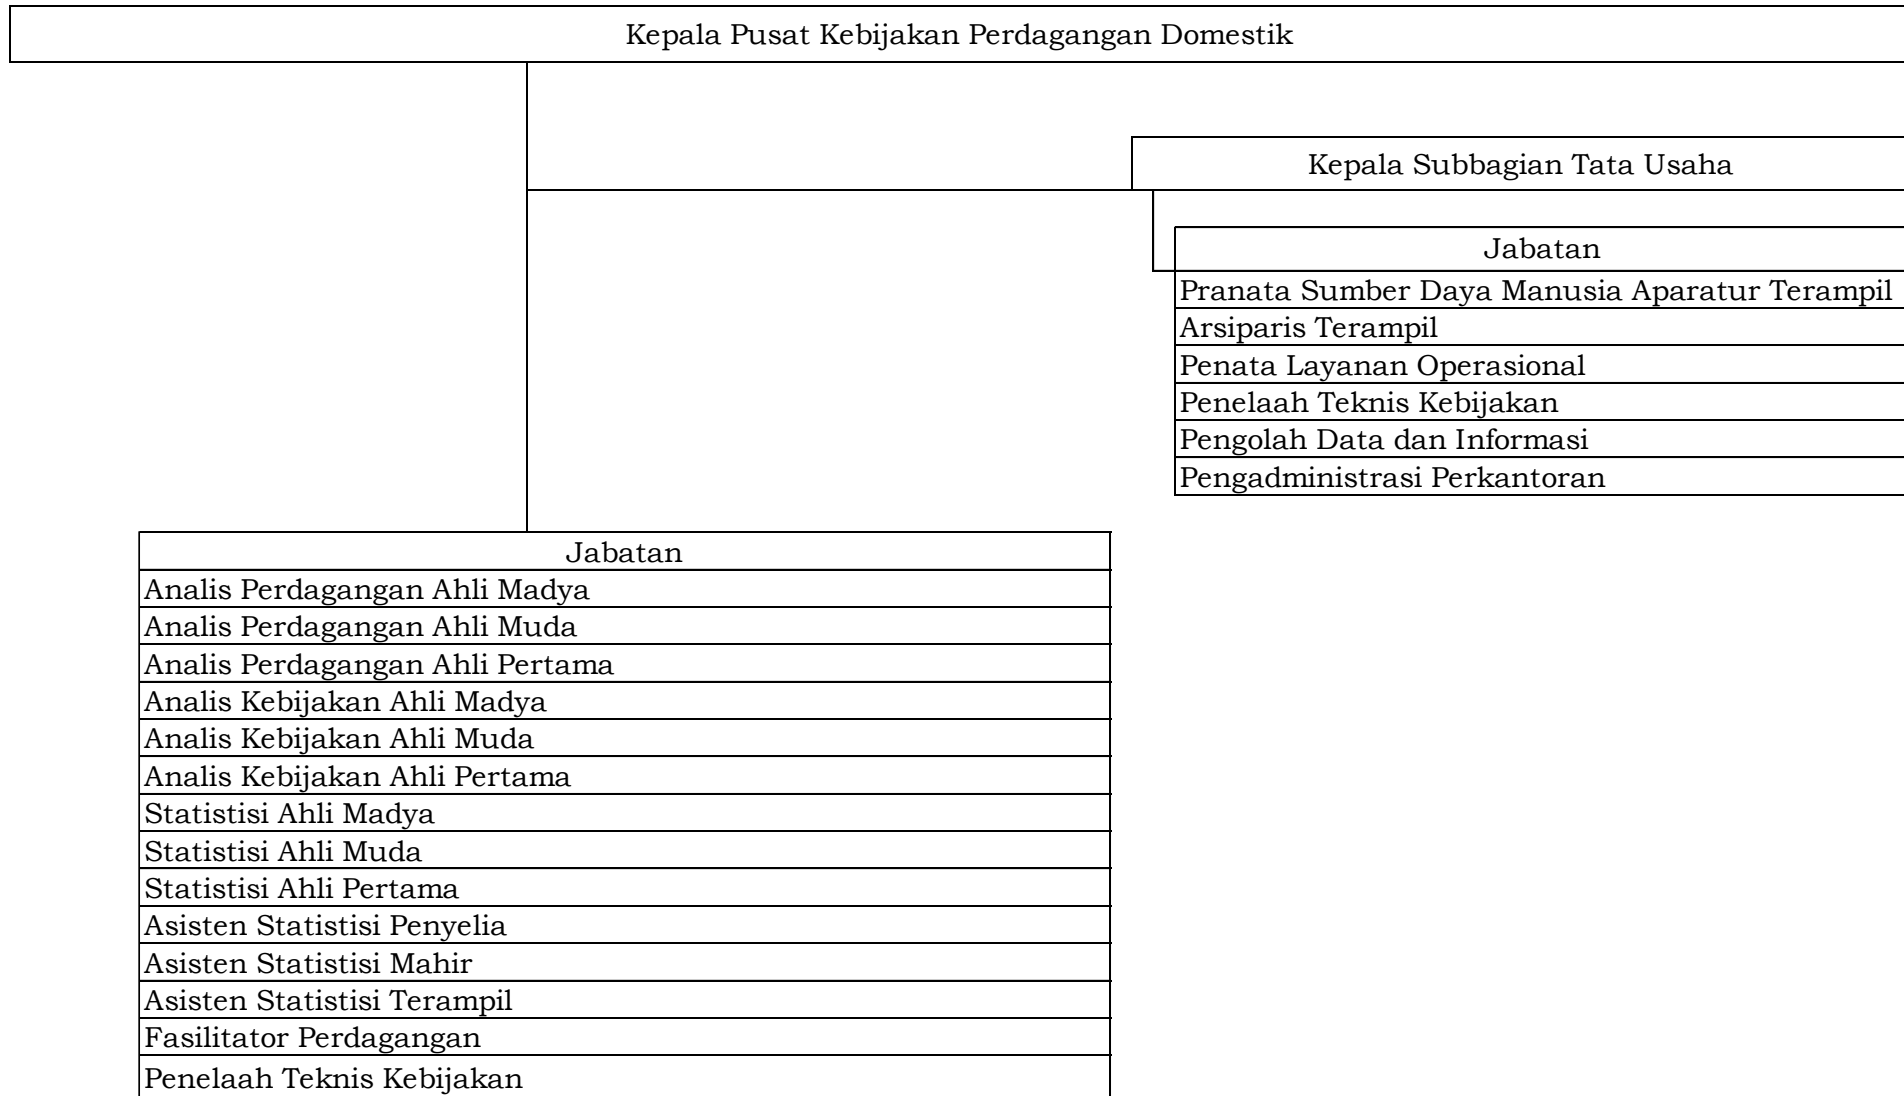 Kepala Pusat Kebijakan Perdagangan Domestik
Kepala Subbagian Tata Usaha
Jabatan
Pranata Sumber Daya Manusia Aparatur Terampil
Arsiparis Terampil
Penata Layanan Operasional
Penelaah Teknis Kebijakan
Pengolah Data dan Informasi
Pengadministrasi Perkantoran
Jabatan
Analis Perdagangan Ahli Madya
Analis Perdagangan Ahli Muda
Analis Perdagangan Ahli Pertama
Analis Kebijakan Ahli Madya
Analis Kebijakan Ahli Muda
Analis Kebijakan Ahli Pertama
Statistisi Ahli Madya
Statistisi Ahli Muda
Statistisi Ahli Pertama
Asisten Statistisi Penyelia
Asisten Statistisi Mahir
Asisten Statistisi Terampil
Fasilitator Perdagangan
Penelaah Teknis Kebijakan